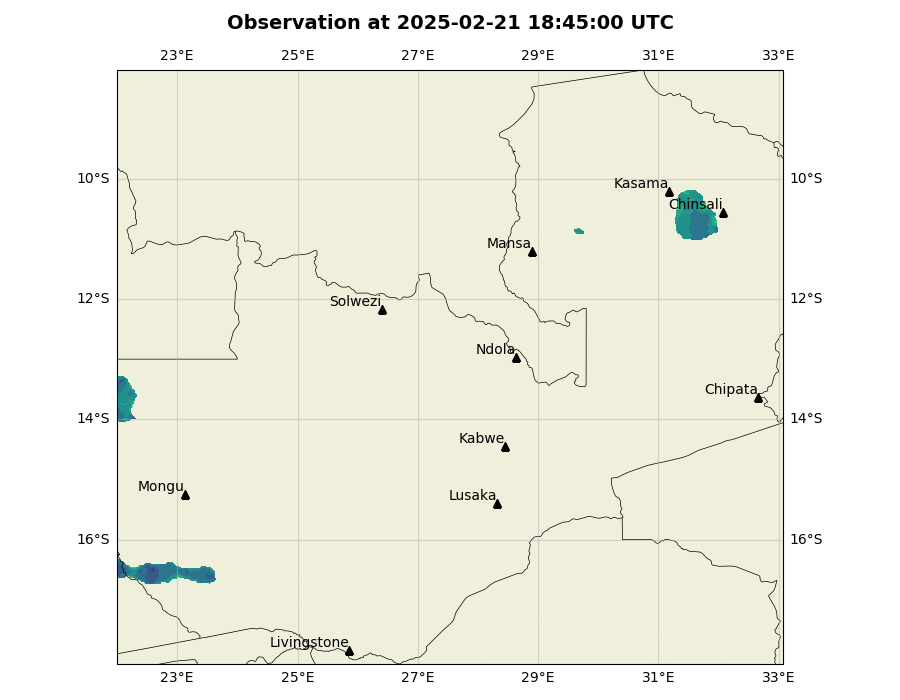 Observation at 2025-02-21 18:45:00 UTC
23°E 25°E 27°E 29°E 31°E 33°E
10°S 10°S
Kasama
Chinsali
Mansa
12°S 12°S
Solwezi
Ndola
Chipata
14°S 14°S
Kabwe
Mongu
Lusaka
16°S 16°S
Livingstone
23°E 25°E 27°E 29°E 31°E 33°E